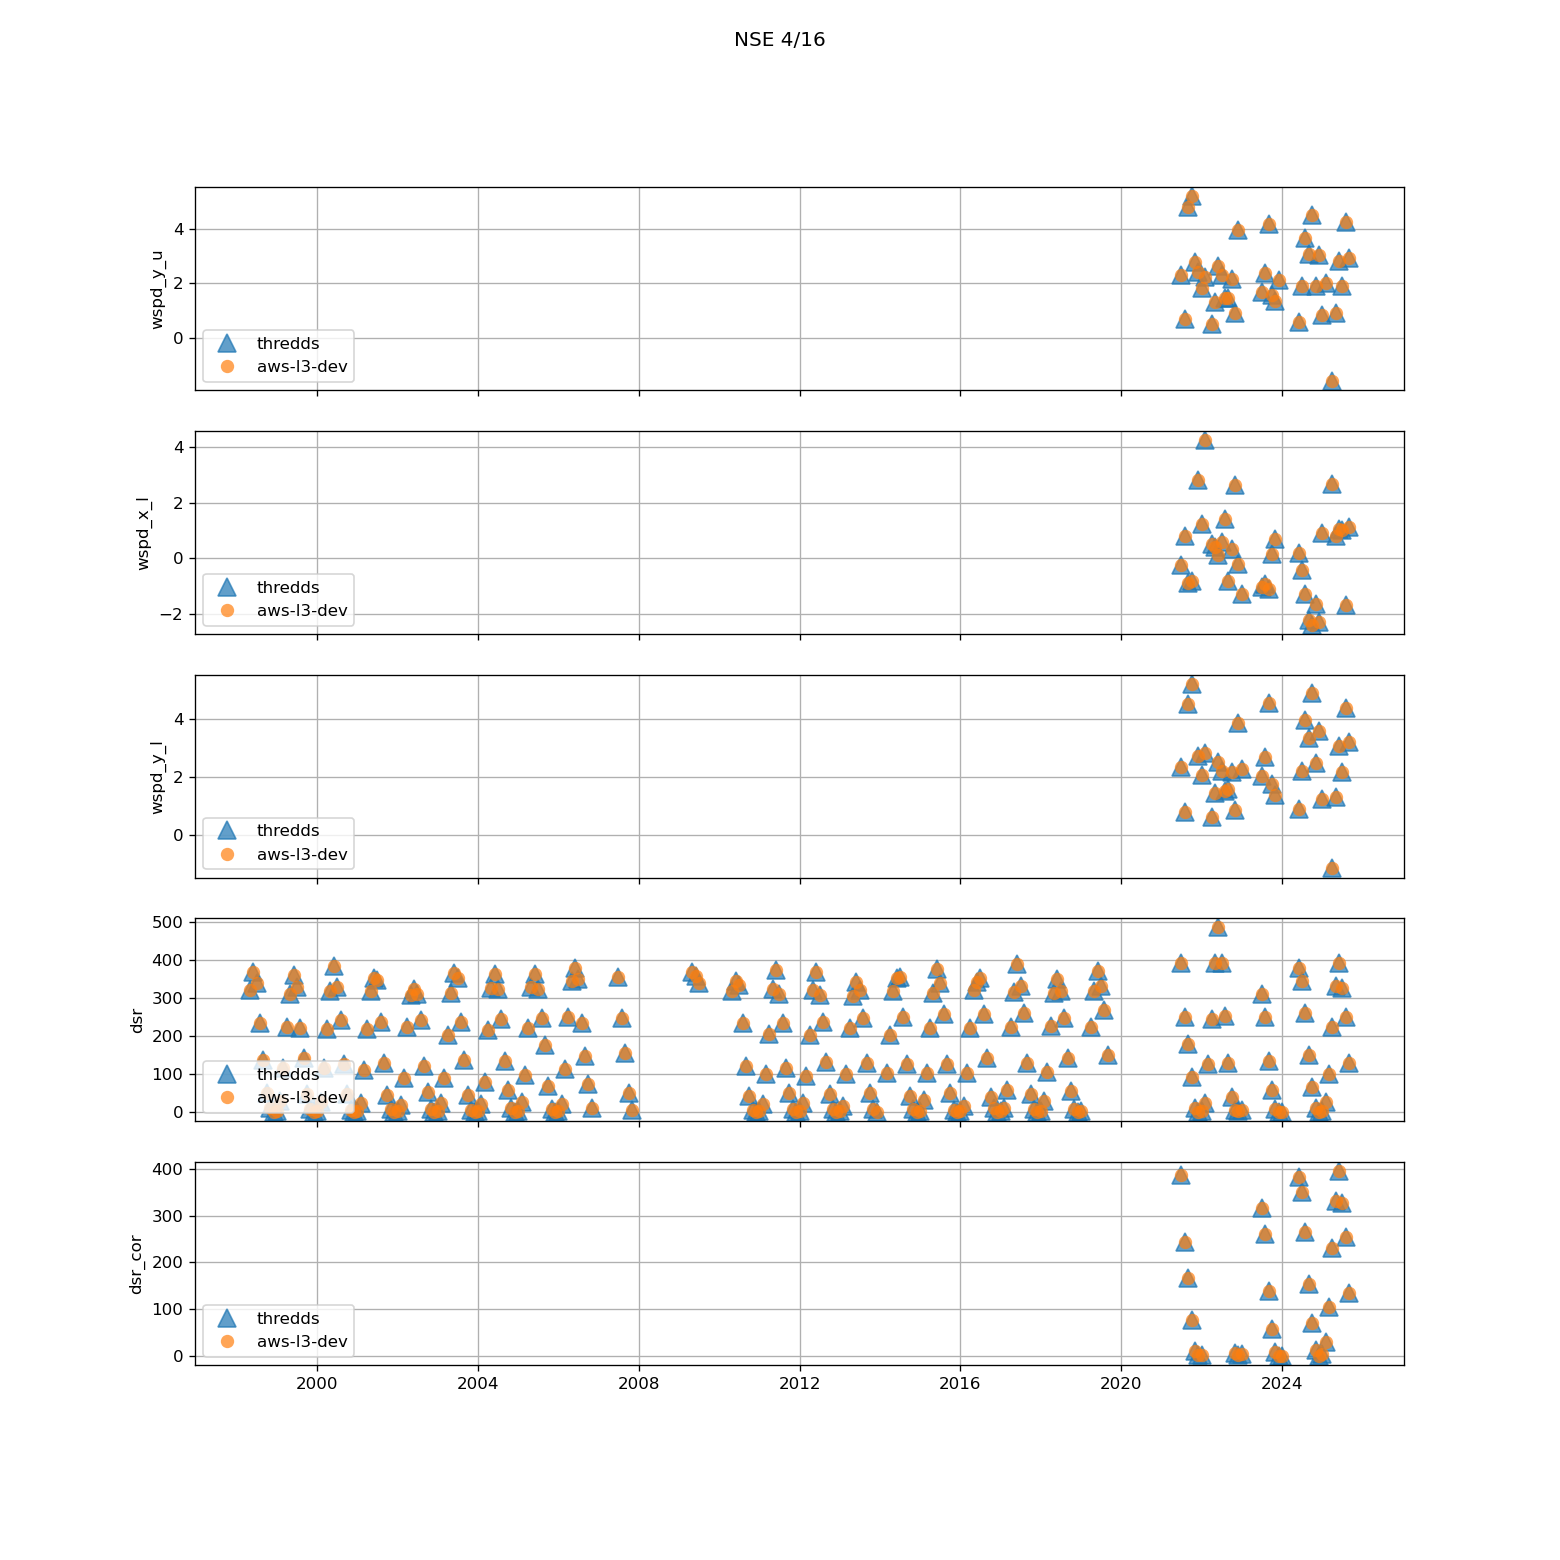 NSE 4/16
4
2
0
wspd_y_u
thredds
aws-l3-dev
4
2
0
−2
wspd_x_l
thredds
aws-l3-dev
4
2
0
wspd_y_l
thredds
aws-l3-dev
500
400
300
200
100
0
dsr
thredds
aws-l3-dev
400
300
200
100
0
dsr_cor
thredds
aws-l3-dev
2000 2004 2008 2012 2016 2020 2024